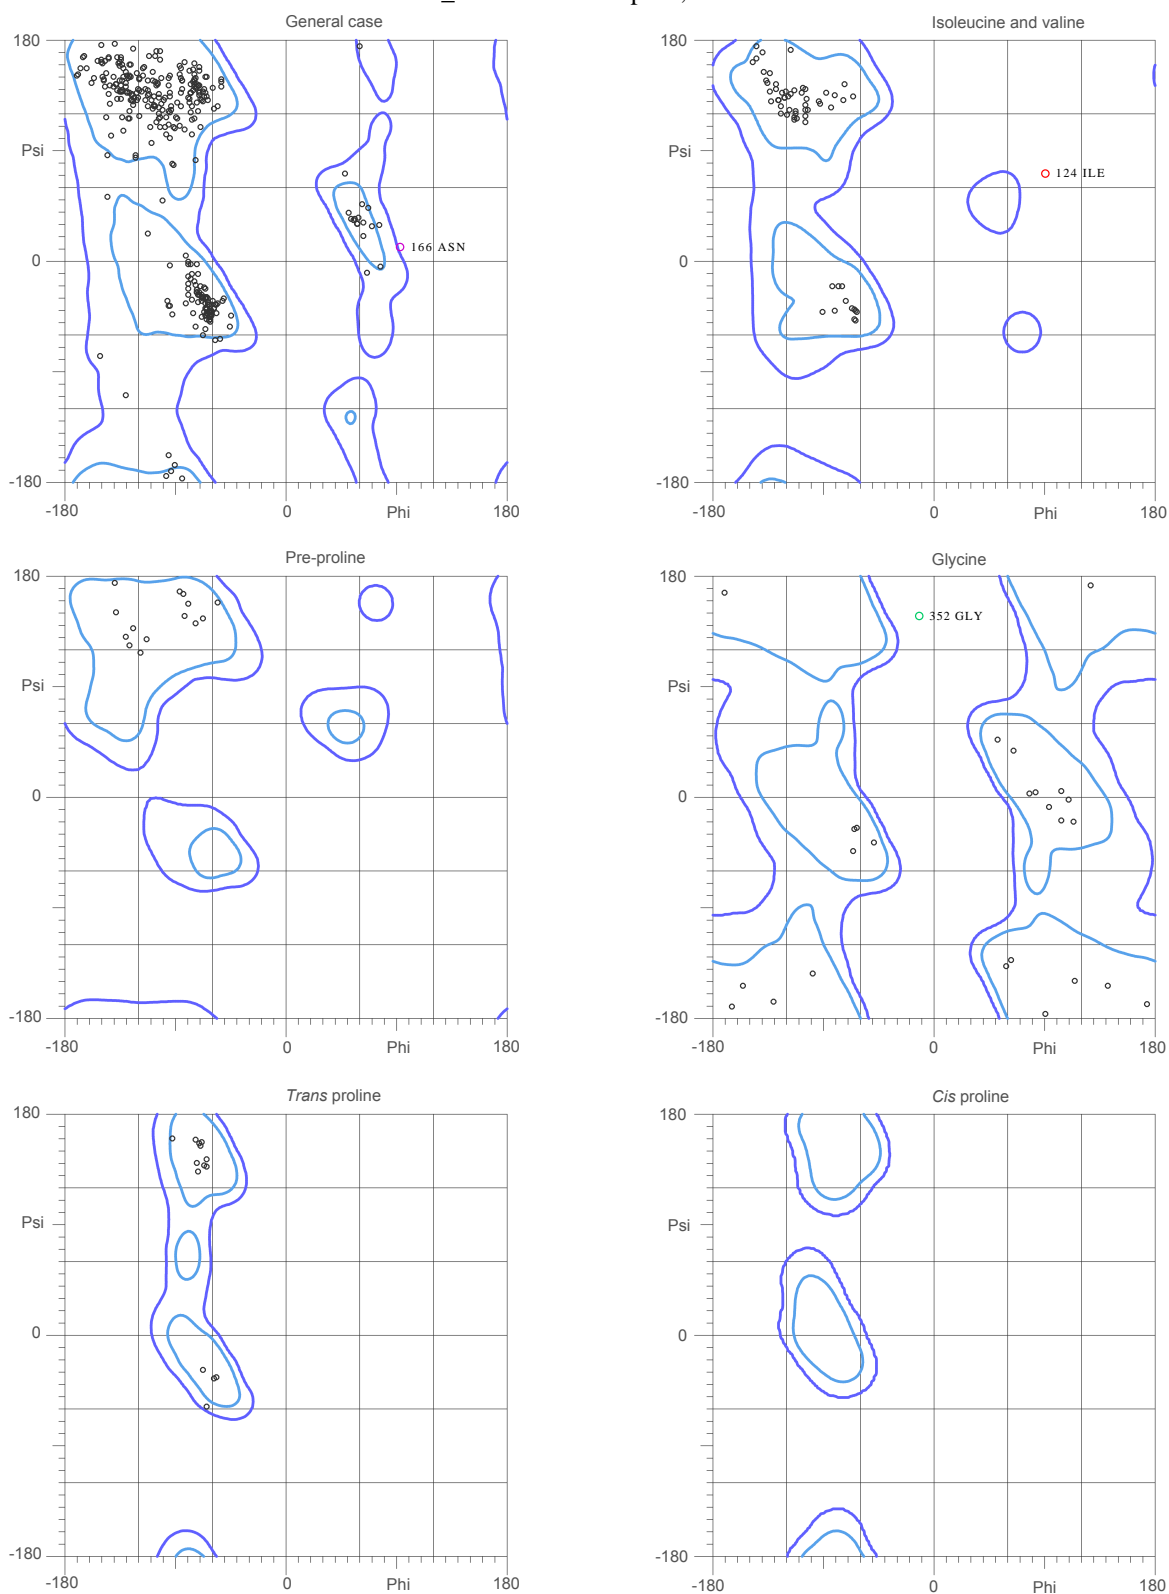 General case
Isoleucine and valine
180
180
Psi
Psi
124 ILE
166 ASN
0
0
-180
-180
-180
0
Phi
180
-180
0
Phi
180
Pre-proline
Glycine
180
180
352 GLY
Psi
Psi
0
0
-180
-180
-180
0
Phi
180
-180
0
Phi
180
Trans proline
Cis proline
180
180
Psi
Psi
0
0
-180
-180
-180
0
Phi
180
-180
0
Phi
180